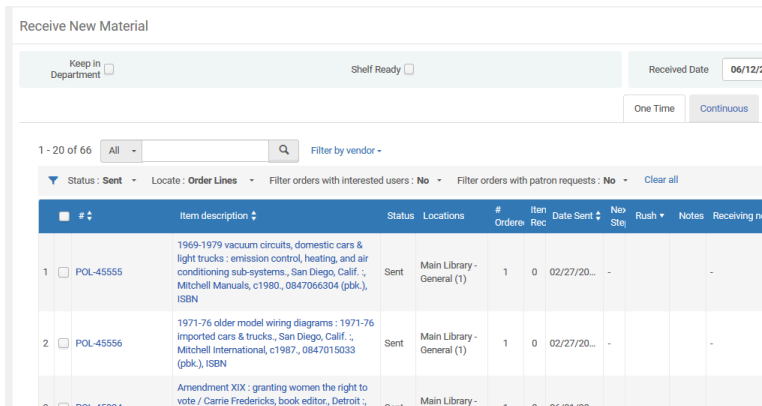 Receive New Material
Keep in Department
Shelf Ready
Received Date 06/12/2
One Time Continuous
1 - 20 of 66 All Filter by vendor
Status : Sent Locate : Order Lines Filter orders with interested users : No Filter orders with patron requests : No Clear all
# Item description Status Locations # Ordered Item Rec Date Sent Nex Step Rush Notes Receiving no
1969-1979 vacuum circuits, domestic cars &
light trucks : emission control, heating, and air
1 POL-45555 conditioning sub-systems., San Diego, Calif. :, Sent Main Library - General (1) 1 0 02/27/20... -  -
Mitchell Manuals, c1980., 0847066304 (pbk.),
ISBN
1971-76 older model wiring diagrams : 1971-76
imported cars & trucks., San Diego, Calif. :,
2 POL-45556 Mitchell International, c1987., 0847015033 Sent Main Library - General (1) 1 0 02/27/20... - -
(pbk.), ISBN
Amendment XIX : granting women the right to
vote / Carrie Fredericks, book editor., Detroit :, Main Library -